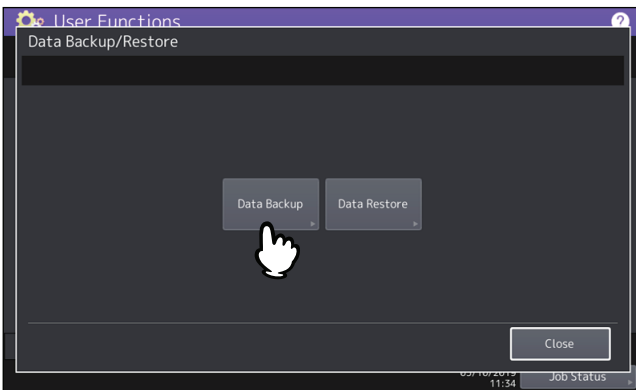 User Functions
?
Data Backup/Restore
Data Backup
Data Restore
Close
11:34
Job Status